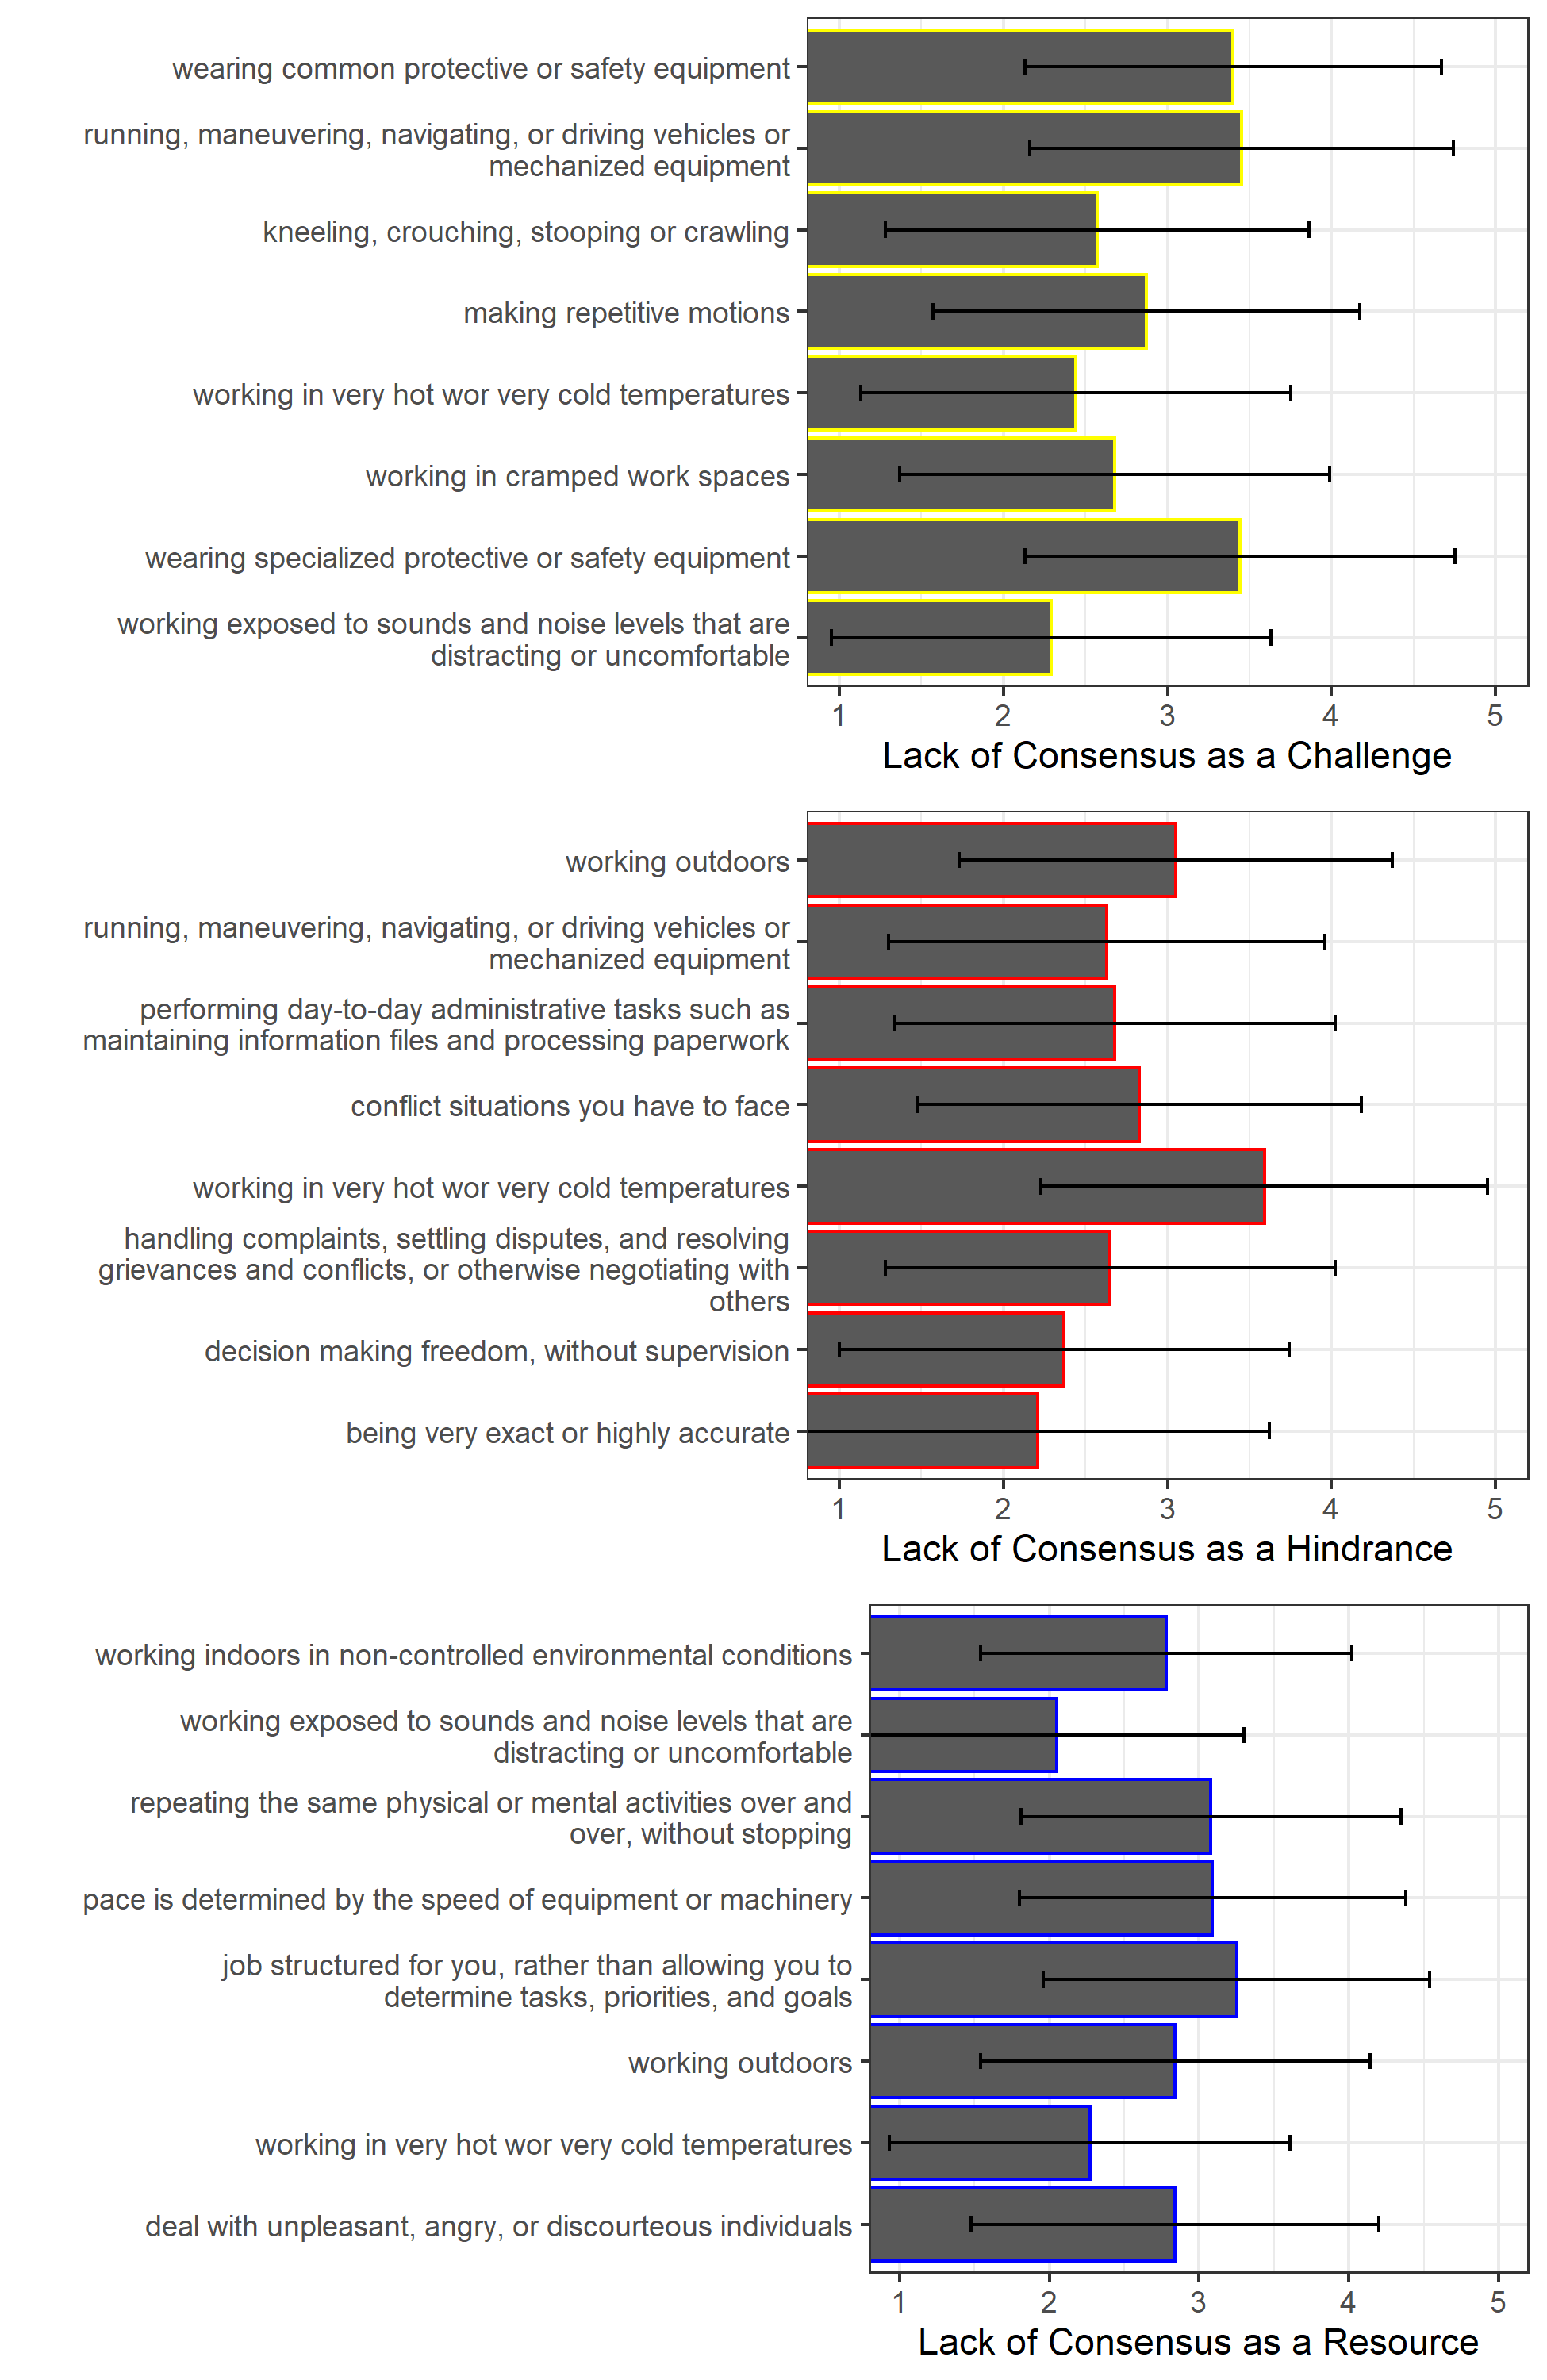 wearing common protective or safety equipment
running, maneuvering, navigating, or driving vehicles or
mechanized equipment
kneeling, crouching, stooping or crawling
making repetitive motions
working in very hot wor very cold temperatures
working in cramped work spaces
wearing specialized protective or safety equipment
working exposed to sounds and noise levels that are
distracting or uncomfortable
1 2 3 4 5
Lack of Consensus as a Challenge
working outdoors
running, maneuvering, navigating, or driving vehicles or
mechanized equipment
performing day-to-day administrative tasks such as
maintaining information files and processing paperwork
conflict situations you have to face
working in very hot wor very cold temperatures
handling complaints, settling disputes, and resolving
grievances and conflicts, or otherwise negotiating with
others
decision making freedom, without supervision
being very exact or highly accurate
1 2 3 4 5
Lack of Consensus as a Hindrance
working indoors in non-controlled environmental conditions
working exposed to sounds and noise levels that are
distracting or uncomfortable
repeating the same physical or mental activities over and
over, without stopping
pace is determined by the speed of equipment or machinery
job structured for you, rather than allowing you to
determine tasks, priorities, and goals
working outdoors
working in very hot wor very cold temperatures
deal with unpleasant, angry, or discourteous individuals
1 2 3 4 5
Lack of Consensus as a Resource